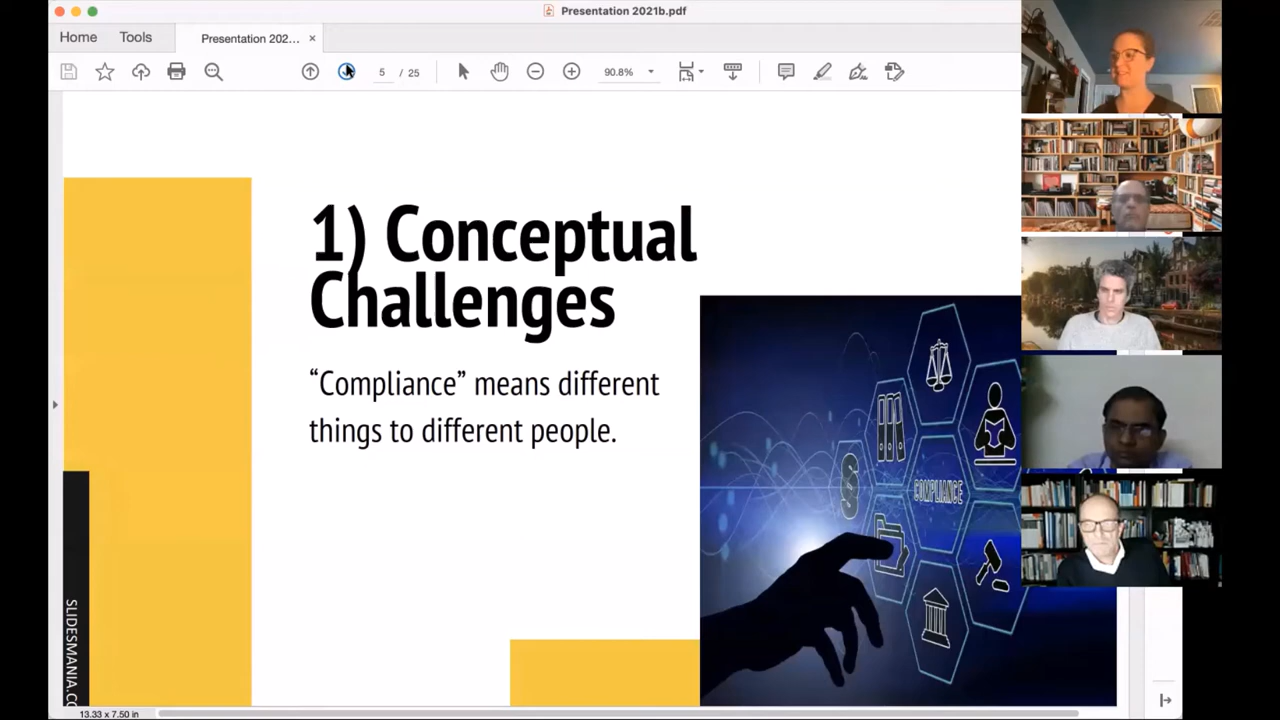 Presentation 2021b.pdf
Home
Tools
Presentation 202...
×
5 / 25
90.8%
1) Conceptual
Challenges
“Compliance” means different
things to different people.
COMPLIANCE
§
SLIDESMANIA.CO
13.33 x 7.50 in